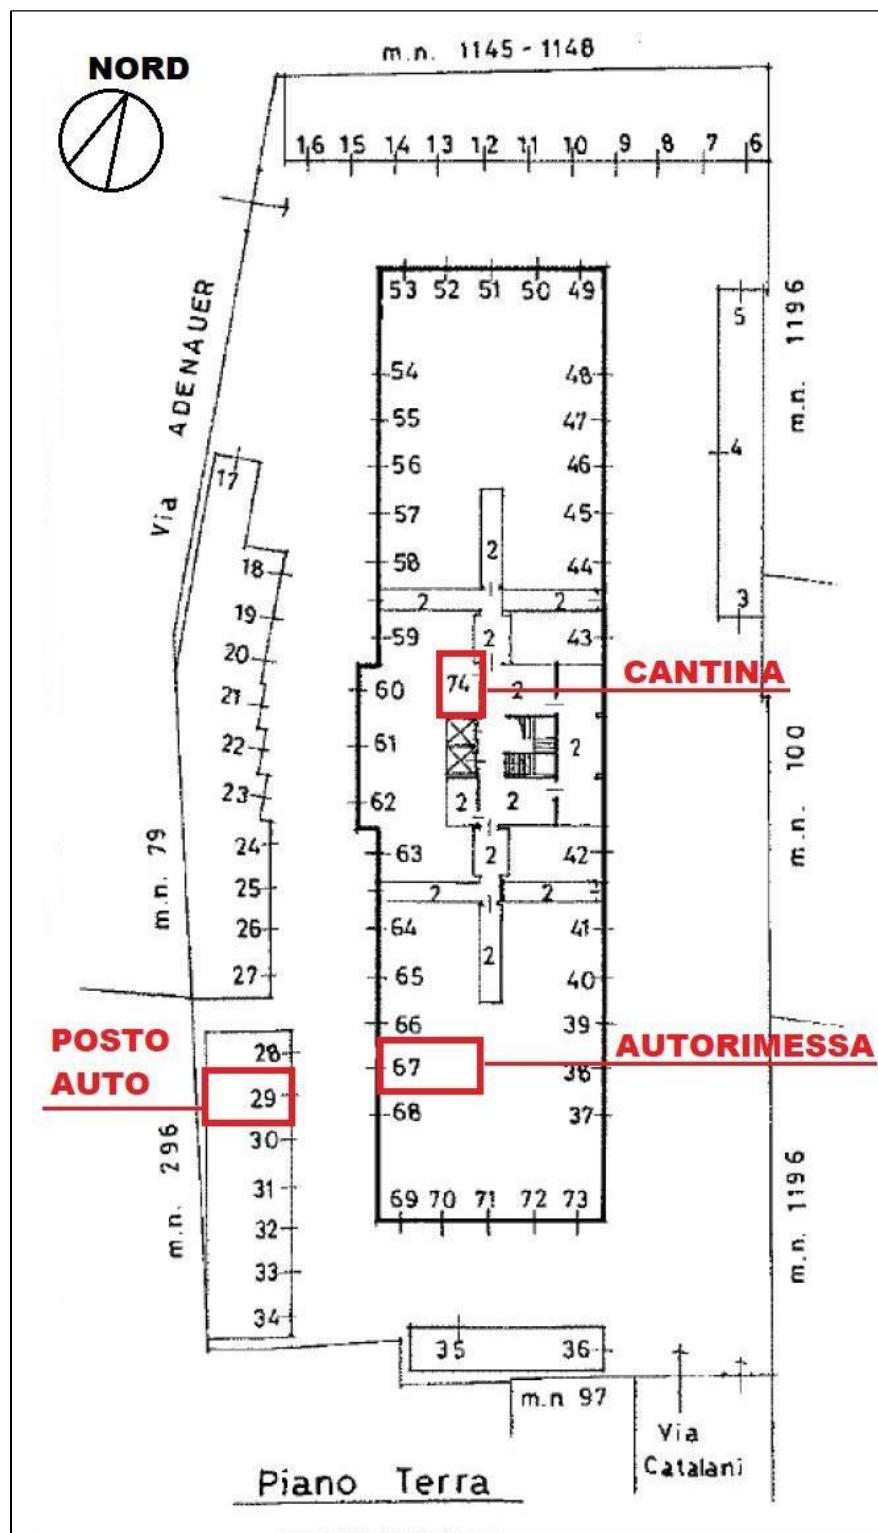 m.n. 1145-1148
NORD
16 15 14 13 12 11 10 9 8 7 6
53 52 51 50 49
5
m.n. 1196
Via ADENAUER
54 48
55 47
4
56 46
17
57 45
2
58 44
18
2 2
3
19
59 2 43
20
74 2
CANTINA
60
21
61 2
22
m.n. 100
62 2 2
23
24 63 2 42
m.n. 79
25 2 2
26 64 41
2
27 65 40
66 39
POSTO
AUTO
28
AUTORIMESSA
67 38
29
68 37
30
m.n. 296
31 69 70 71 72 73
m.n. 1196
32
33
34
35 36
m.n 97
Via
Catalani
Piano Terra